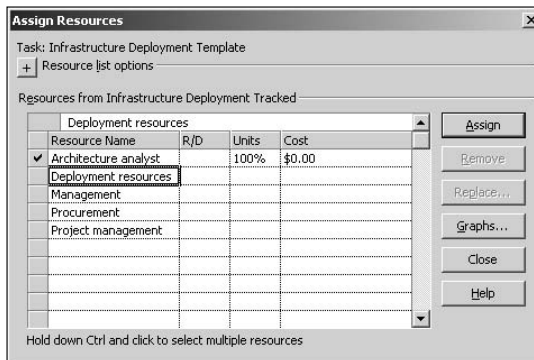 Assign Resources
Task: Infrastructure Deployment Template
+ Resource list options
Resources from Infrastructure Deployment Tracked
Deployment resources
Resource Name R/D Units Cost
Architecture analyst 100% $0.00
Deployment resources
Management
Procurement
Project management
Assign
Remove
Replace...
Graphs...
Close
Help
Hold down Ctrl and click to select multiple resources